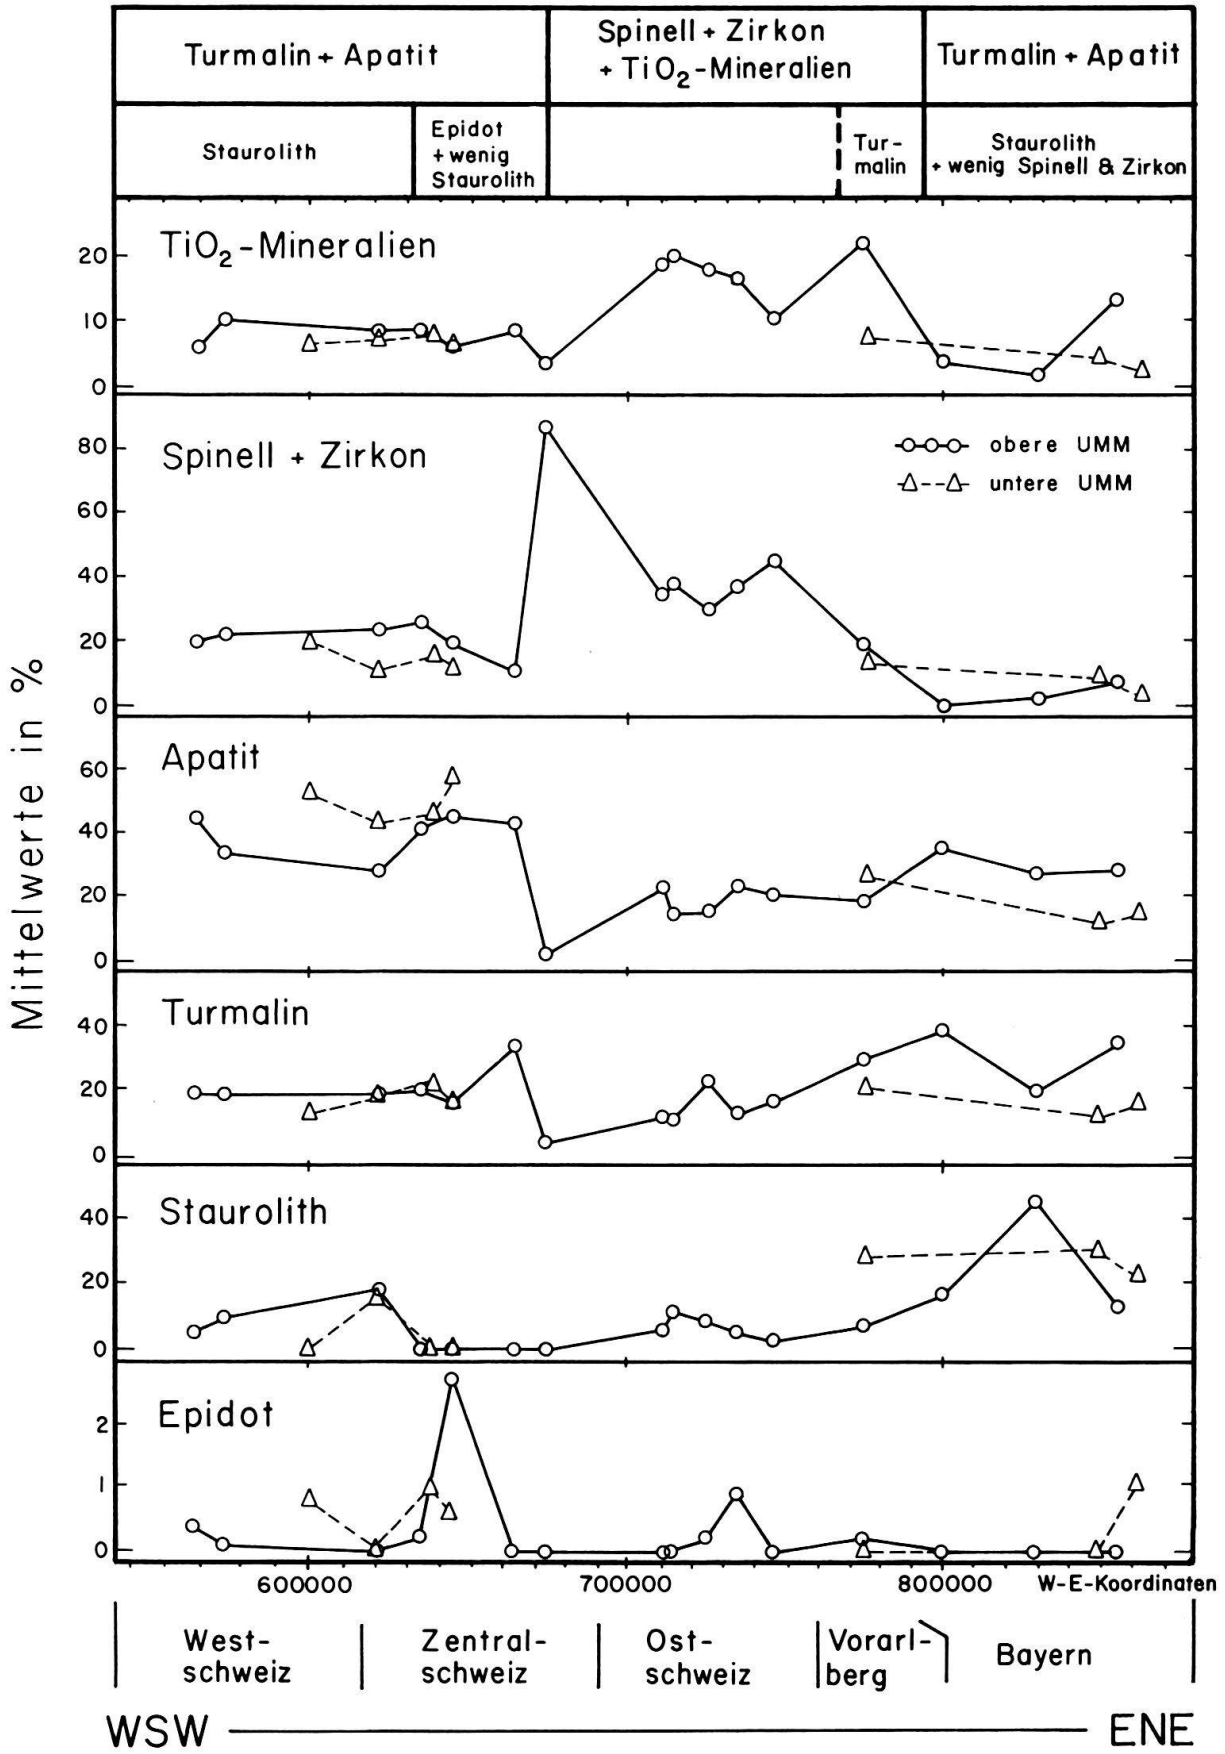 Turmalin + Apatit
Spinell + Zirkon
+ TiO₂-Mineralien
Turmalin + Apatit
Staurolith
Epidot
+ wenig
Staurolith
Tur-
malin
Staurolith
+ wenig Spinell & Zirkon
Mittelwerte in %
TiO₂-Mineralien
20
10
0
Spinell + Zirkon
obere UMM
untere UMM
80
60
40
20
0
Apatit
60
40
20
0
Turmalin
40
20
0
Staurolith
40
20
0
Epidot
2
1
0
600000
700000
800000
W-E-Koordinaten
West-
schweiz
Zentral-
schweiz
Ost-
schweiz
Vorarl-
berg
Bayern
WSW
ENE